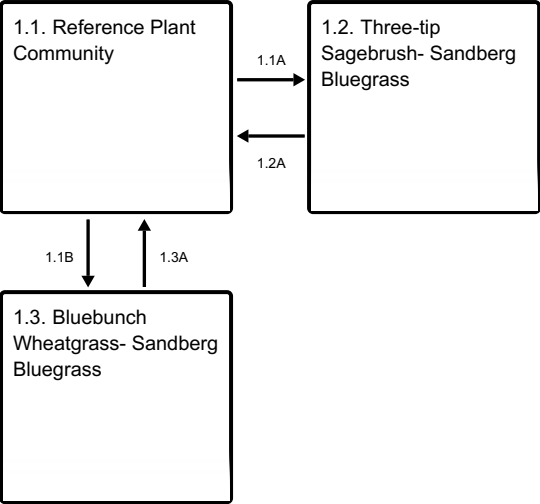 1.1. Reference Plant
Community
1.1A
1.2. Three-tip
Sagebrush- Sandberg
Bluegrass
1.2A
1.1B
1.3A
1.3. Bluebunch
Wheatgrass- Sandberg
Bluegrass